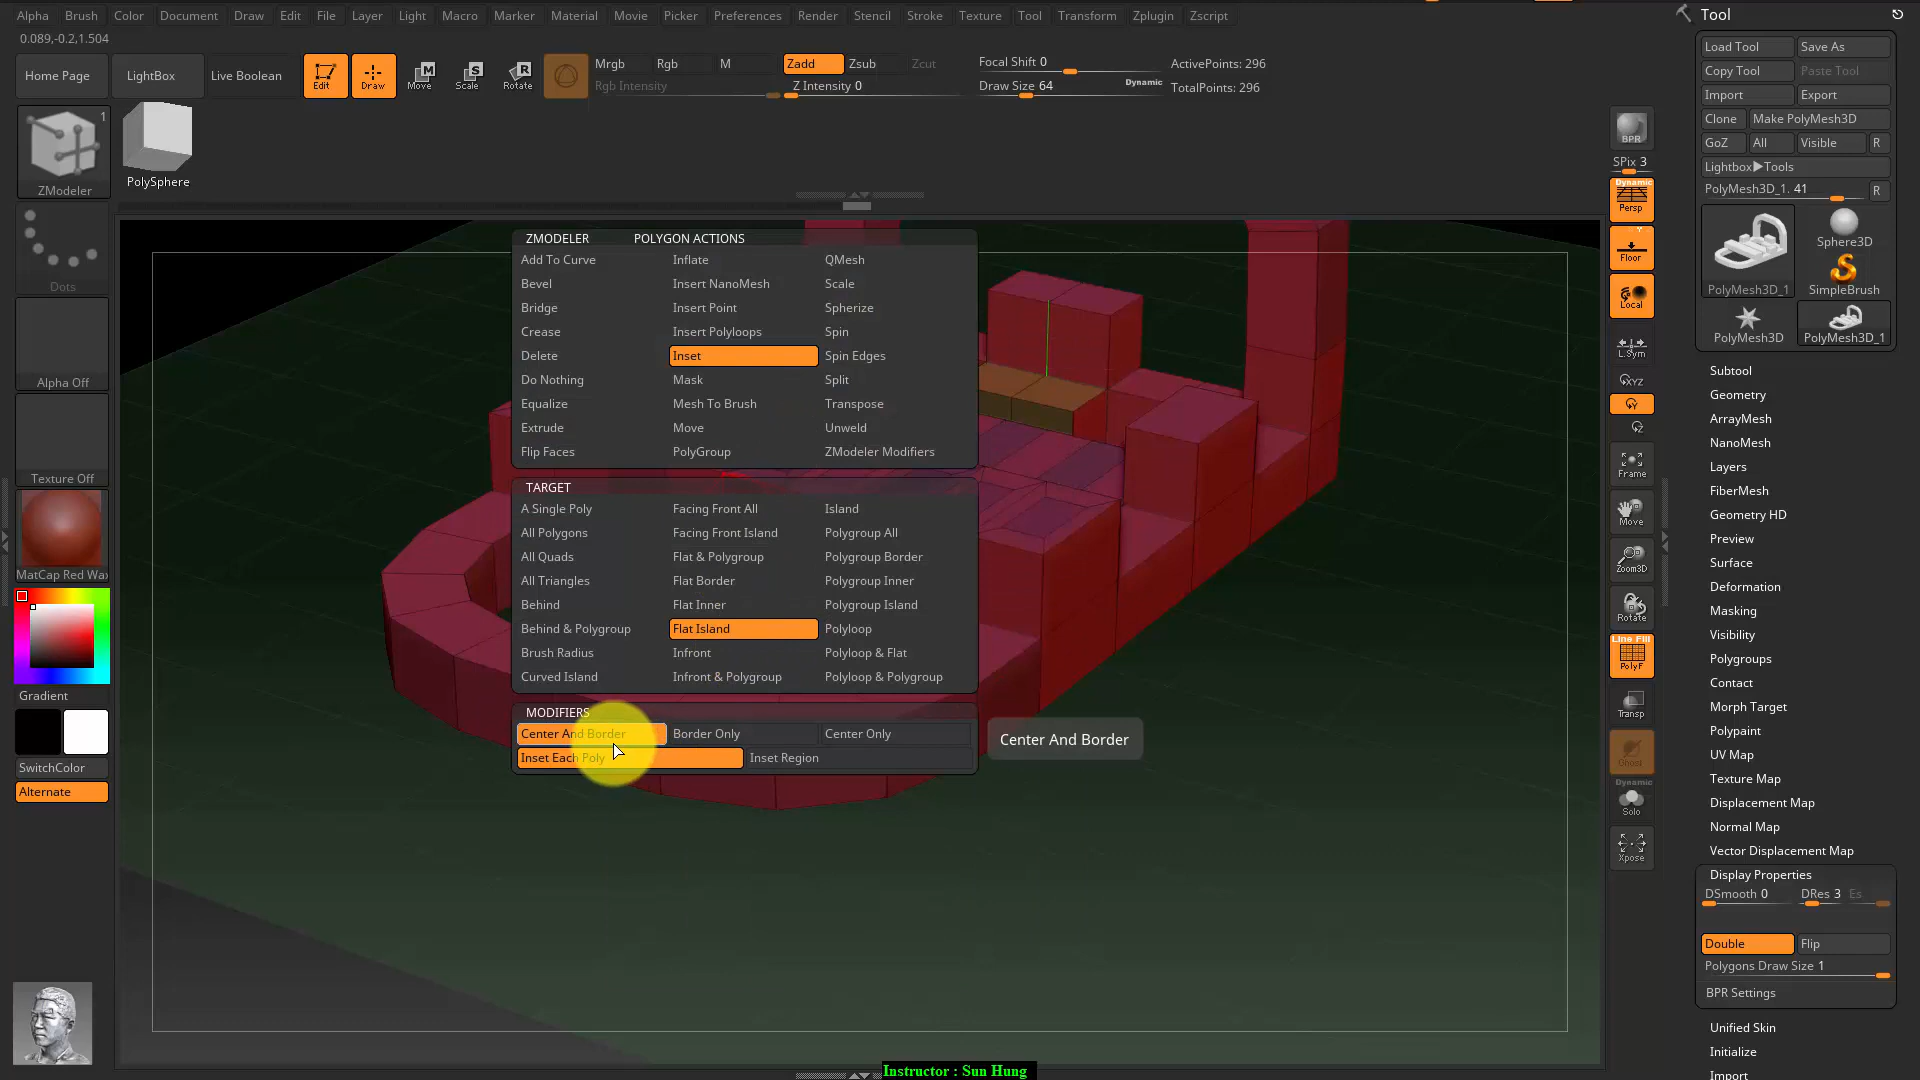 Alpha Brush Color Document Draw Edit File Layer Light Macro Marker Material Movie Picker Preferences Render Stencil Stroke Texture Tool Transform Zplugin Zscript
Tool
0.089,-0.2,1.504
Home Page
LightBox
Live Boolean
Edit
Draw
Move
Scale
Rotate
Mrgb Rgb M
Rgb Intensity
Zadd Zsub Zcut
Z Intensity 0
Focal Shift 0
Draw Size 64
Dynamic
ActivePoints: 296
TotalPoints: 296
1
ZModeler
PolySphere
Dots
Alpha Off
Texture Off
MatCap Red Wax
Gradient
SwitchColor
Alternate
ZMODELER POLYGON ACTIONS
Add To Curve Inflate QMesh
Bevel Insert NanoMesh Scale
Bridge Insert Point Spherize
Crease Insert Polyloops Spin
Delete Inset Spin Edges
Do Nothing Mask Split
Equalize Mesh To Brush Transpose
Extrude Move Unweld
Flip Faces PolyGroup ZModeler Modifiers
TARGET
A Single Poly Facing Front All Island
All Polygons Facing Front Island Polygroup All
All Quads Flat & Polygroup Polygroup Border
All Triangles Flat Border Polygroup Inner
Behind Flat Inner Polygroup Island
Behind & Polygroup Flat Island Polyloop
Brush Radius Infront Polyloop & Flat
Curved Island Infront & Polygroup Polyloop & Polygroup
MODIFIERS
Center And Border Border Only Center Only
Inset Each Poly Inset Region
Center And Border
BPR
SPix 3
Dynamic
Persp
Floor
Local
L.Sym
XYZ
Y
Z
Frame
Move
Zoom3D
Rotate
Line Fill
PolyF
Transp
Ghost
Dynamic
Solo
Xpose
Load Tool Save As
Copy Tool Paste Tool
Import Export
Clone Make PolyMesh3D
GoZ All Visible R
Lightbox▶Tools
PolyMesh3D_1. 41 R
PolyMesh3D_1
Sphere3D
SimpleBrush
PolyMesh3D
PolyMesh3D_1
Subtool
Geometry
ArrayMesh
NanoMesh
Layers
FiberMesh
Geometry HD
Preview
Surface
Deformation
Masking
Visibility
Polygroups
Contact
Morph Target
Polypaint
UV Map
Texture Map
Displacement Map
Normal Map
Vector Displacement Map
Display Properties
DSmooth 0 DRes 3 Es
Double Flip
Polygons Draw Size 1
BPR Settings
Unified Skin
Initialize
Import
Instructor : Sun Hung